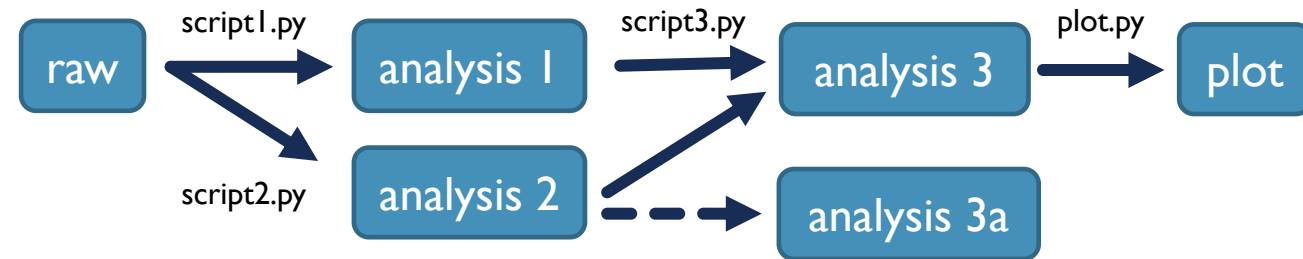 script1.py
script3.py
plot.py
raw
analysis 1
analysis 3
plot
script2.py
analysis 2
analysis 3a